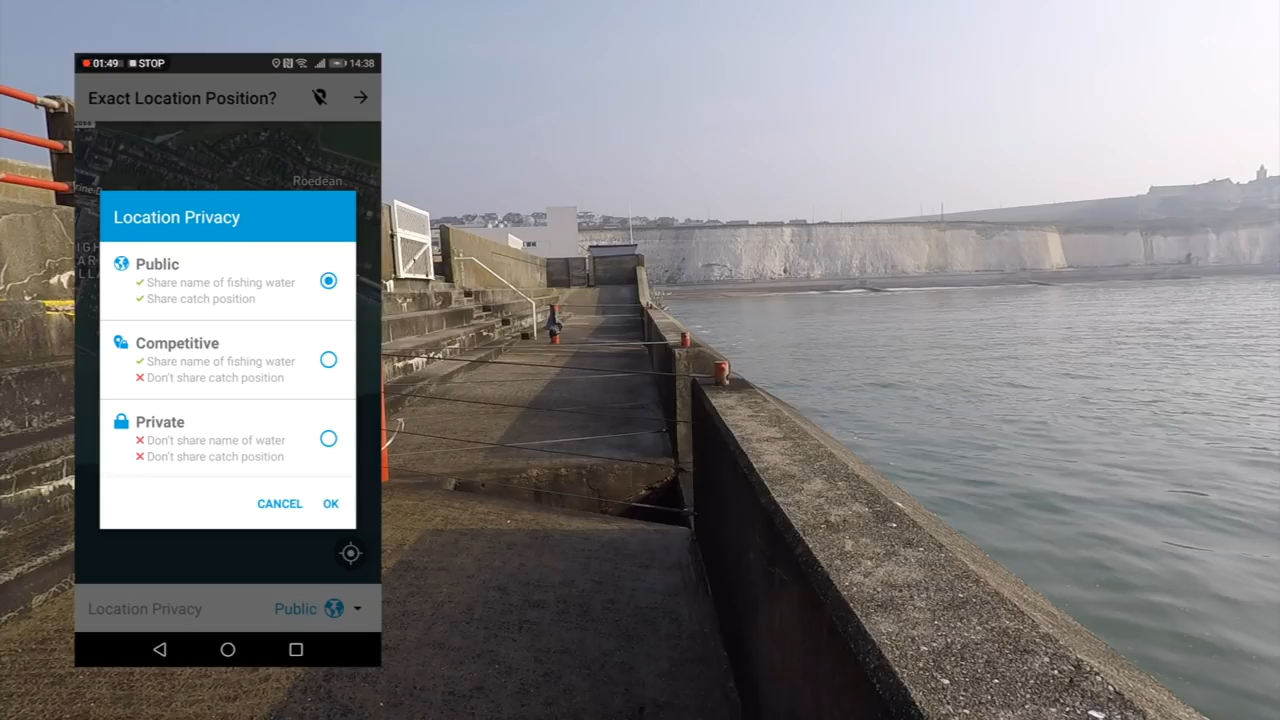 01:49 STOP 14:38
Exact Location Position?
Roedean
Location Privacy
Public
Share name of fishing water
Share catch position
Competitive
Share name of fishing water
Don't share catch position
Private
Don't share name of water
Don't share catch position
CANCEL OK
Location Privacy Public